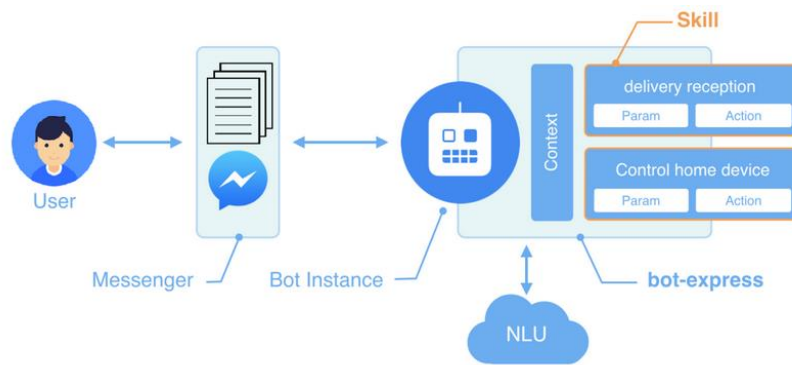 Skill
delivery reception
Param
Action
Context
Control home device
Param
Action
User
Messenger
Bot Instance
bot-express
NLU